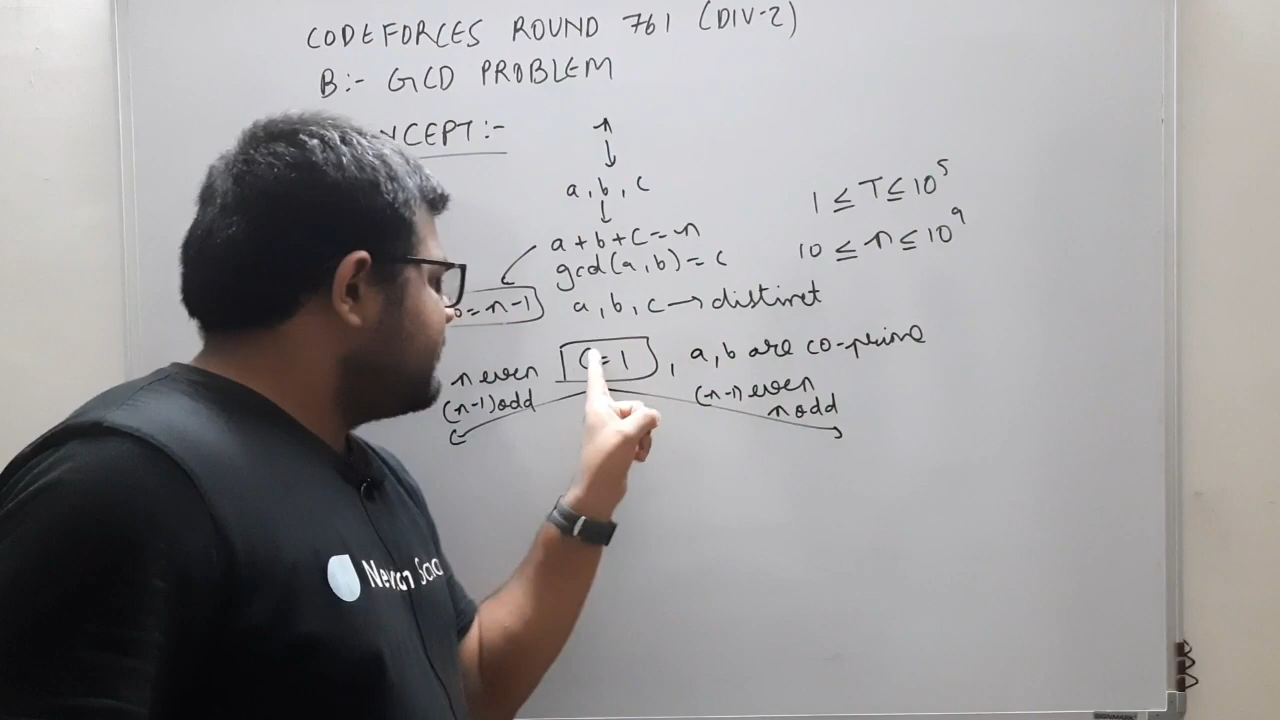 CODEFORCES ROUND 761 (DIV-2)
B:- GCD PROBLEM
NCEPT:-
n
↓
a, b, c
↓
a + b + c = n
gcd(a, b) = c
a, b, c → distinct
b = n-1
1 ≤ T ≤ 10^5
10 ≤ n ≤ 10^9
c = 1, a, b are co-prime
n even
(n-1) odd
(n-1) even
n odd